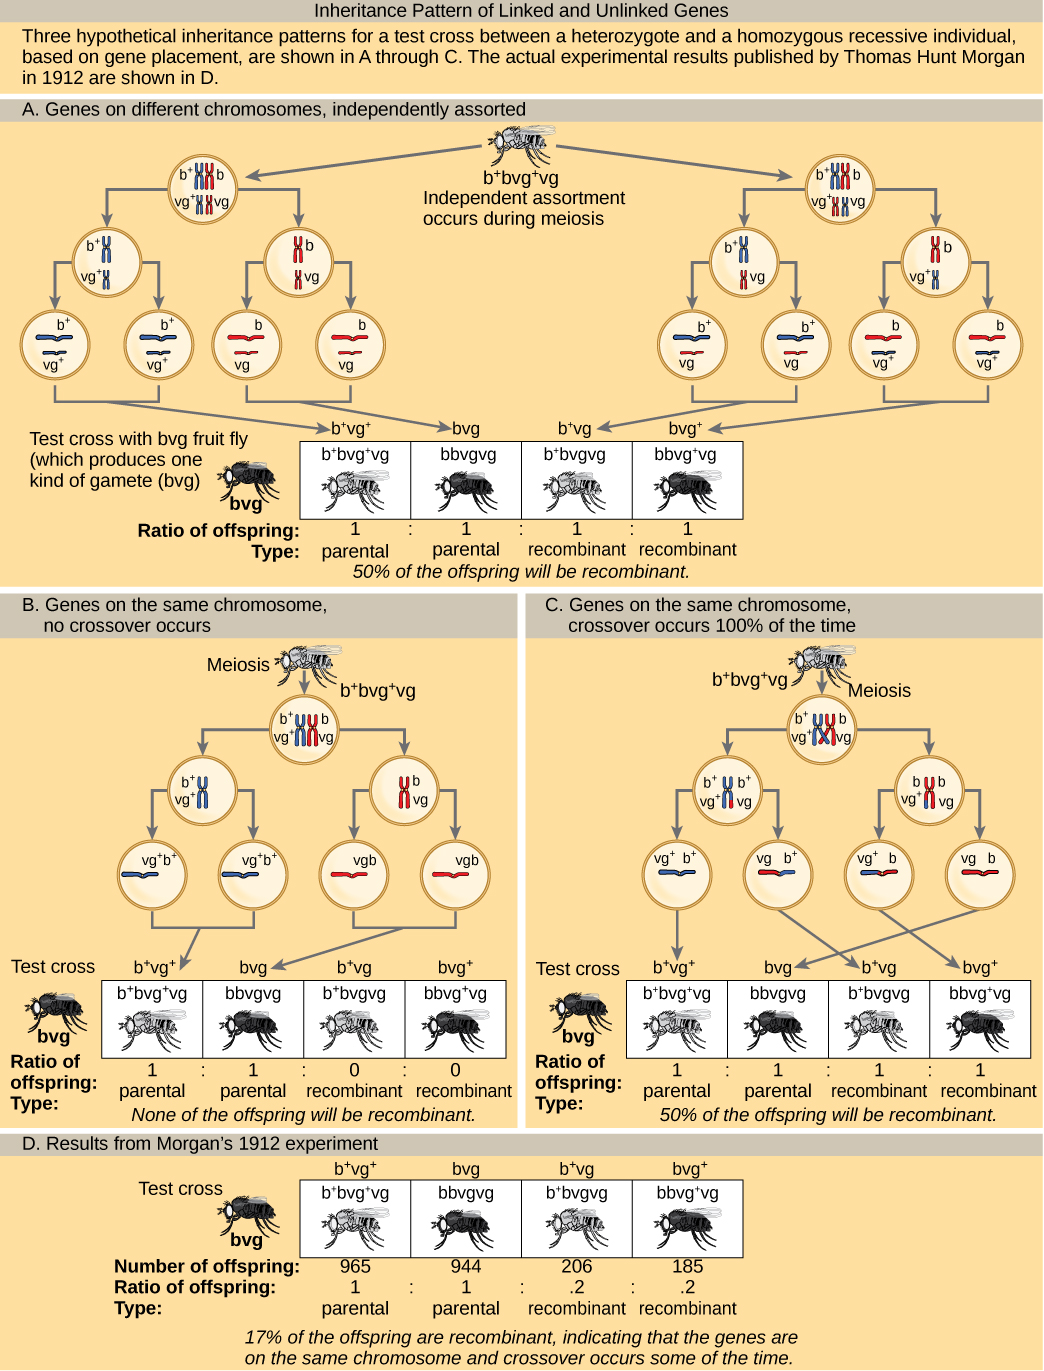 Inheritance Pattern of Linked and Unlinked Genes
Three hypothetical inheritance patterns for a test cross between a heterozygote and a homozygous recessive individual,
based on gene placement, are shown in A through C. The actual experimental results published by Thomas Hunt Morgan
in 1912 are shown in D.
A. Genes on different chromosomes, independently assorted
b⁺bvg⁺vg
Independent assortment
occurs during meiosis
b⁺ b
vg⁺ vg
b⁺ b
vg⁺ vg
b⁺
vg⁺
b
vg
b⁺
vg
b
vg⁺
b⁺ b⁺ b b b⁺ b⁺ b b
vg⁺ vg⁺ vg vg vg vg vg⁺ vg⁺
b⁺vg⁺ bvg b⁺vg bvg⁺
Test cross with bvg fruit fly
(which produces one
kind of gamete (bvg)
bvg
b⁺bvg⁺vg bbvgvg b⁺bvgvg bbvg⁺vg
Ratio of offspring: 1 : 1 : 1 : 1
Type: parental parental recombinant recombinant
50% of the offspring will be recombinant.
B. Genes on the same chromosome,
no crossover occurs
Meiosis
b⁺bvg⁺vg
b⁺ b
vg⁺ vg
b⁺
vg⁺
b
vg
vg⁺b⁺ vg⁺b⁺ vgb vgb
Test cross b⁺vg⁺ bvg b⁺vg bvg⁺
b⁺bvg⁺vg bbvgvg b⁺bvgvg bbvg⁺vg
bvg
Ratio of
offspring: 1 : 1 : 0 : 0
Type: parental parental recombinant recombinant
None of the offspring will be recombinant.
C. Genes on the same chromosome,
crossover occurs 100% of the time
b⁺bvg⁺vg
Meiosis
b⁺ b
vg⁺ vg
b⁺ b⁺
vg⁺ vg
b b
vg⁺ vg
vg⁺ b⁺ vg b⁺ vg⁺ b vg b
Test cross b⁺vg⁺ bvg b⁺vg bvg⁺
b⁺bvg⁺vg bbvgvg b⁺bvgvg bbvg⁺vg
bvg
Ratio of
offspring: 1 : 1 : 1 : 1
Type: parental parental recombinant recombinant
50% of the offspring will be recombinant.
D. Results from Morgan’s 1912 experiment
b⁺vg⁺ bvg b⁺vg bvg⁺
Test cross
b⁺bvg⁺vg bbvgvg b⁺bvgvg bbvg⁺vg
bvg
Number of offspring: 965 944 206 185
Ratio of offspring: 1 : 1 : .2 : .2
Type: parental parental recombinant recombinant
17% of the offspring are recombinant, indicating that the genes are
on the same chromosome and crossover occurs some of the time.